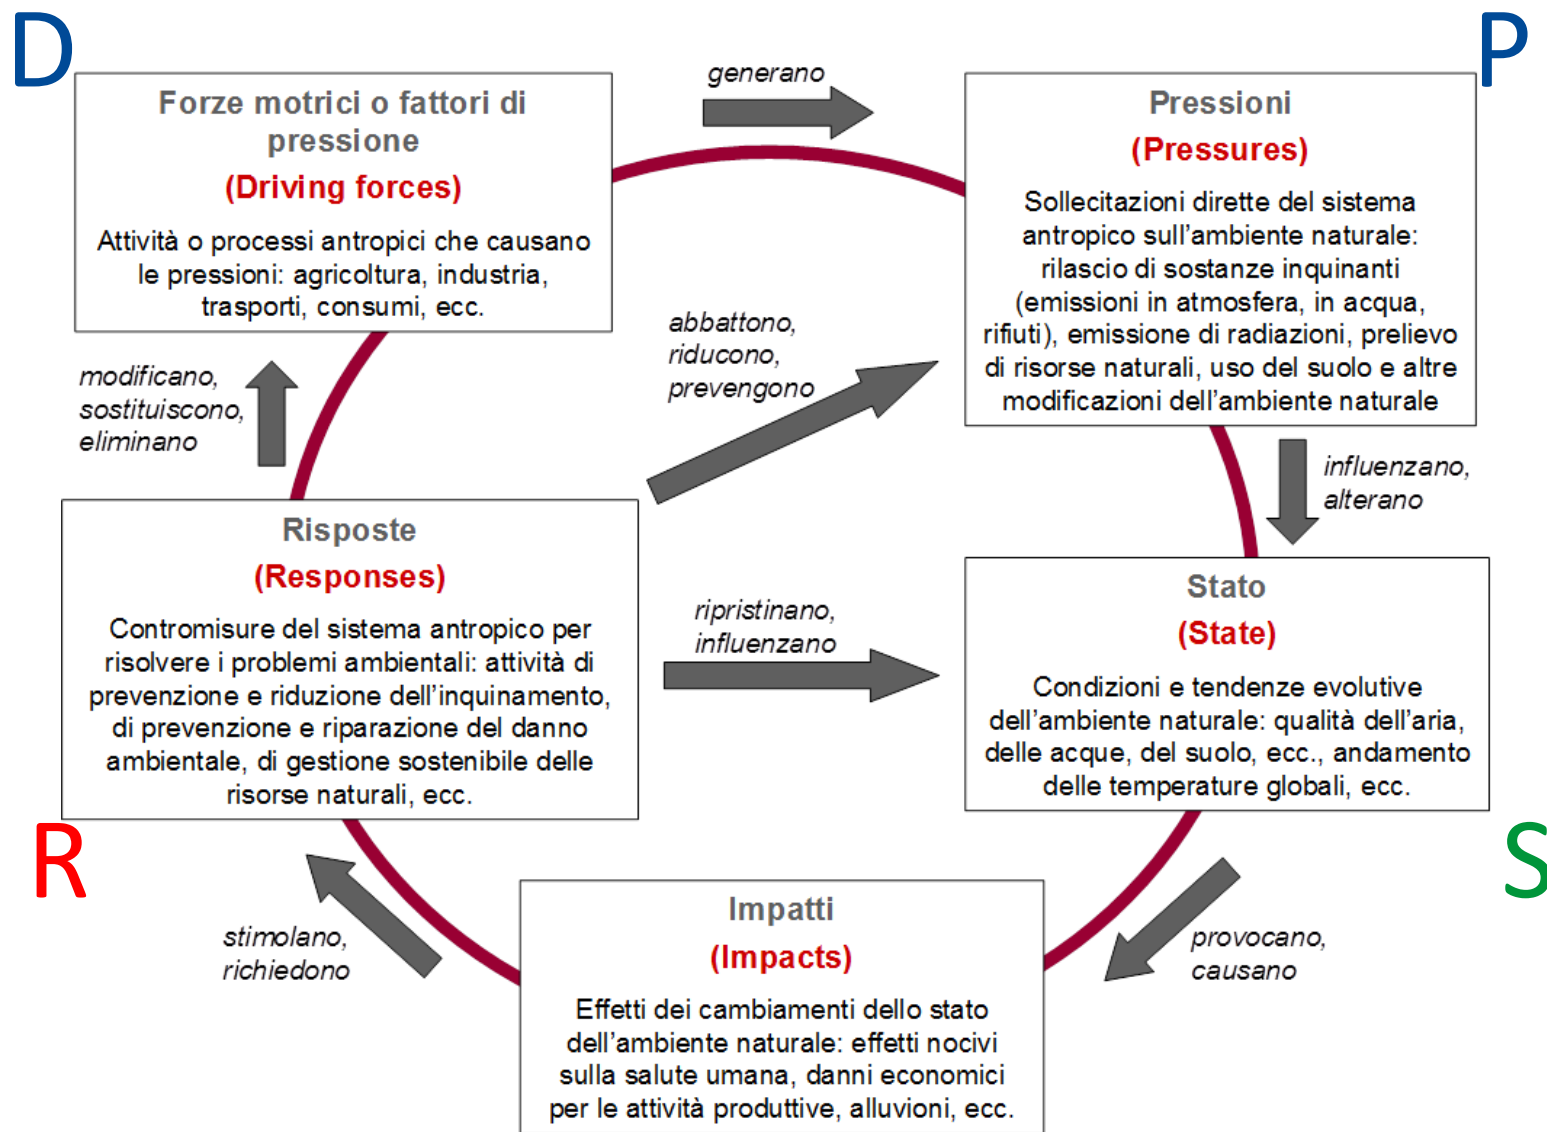 D
P
Forze motrici o fattori di
pressione
(Driving forces)
Attività o processi antropici che causano
le pressioni: agricoltura, industria,
trasporti, consumi, ecc.
generano
Pressioni
(Pressures)
Sollecitazioni dirette del sistema
antropico sull’ambiente naturale:
rilascio di sostanze inquinanti
(emissioni in atmosfera, in acqua,
rifiuti), emissione di radiazioni, prelievo
di risorse naturali, uso del suolo e altre
modificazioni dell’ambiente naturale
abbattono,
riducono,
prevengono
modificano,
sostituiscono,
eliminano
influenzano,
alterano
Risposte
(Responses)
Contromisure del sistema antropico per
risolvere i problemi ambientali: attività di
prevenzione e riduzione dell’inquinamento,
di prevenzione e riparazione del danno
ambientale, di gestione sostenibile delle
risorse naturali, ecc.
ripristinano,
influenzano
Stato
(State)
Condizioni e tendenze evolutive
dell’ambiente naturale: qualità dell’aria,
delle acque, del suolo, ecc., andamento
delle temperature globali, ecc.
R
S
stimolano,
richiedono
Impatti
(Impacts)
Effetti dei cambiamenti dello stato
dell’ambiente naturale: effetti nocivi
sulla salute umana, danni economici
per le attività produttive, alluvioni, ecc.
provocano,
causano